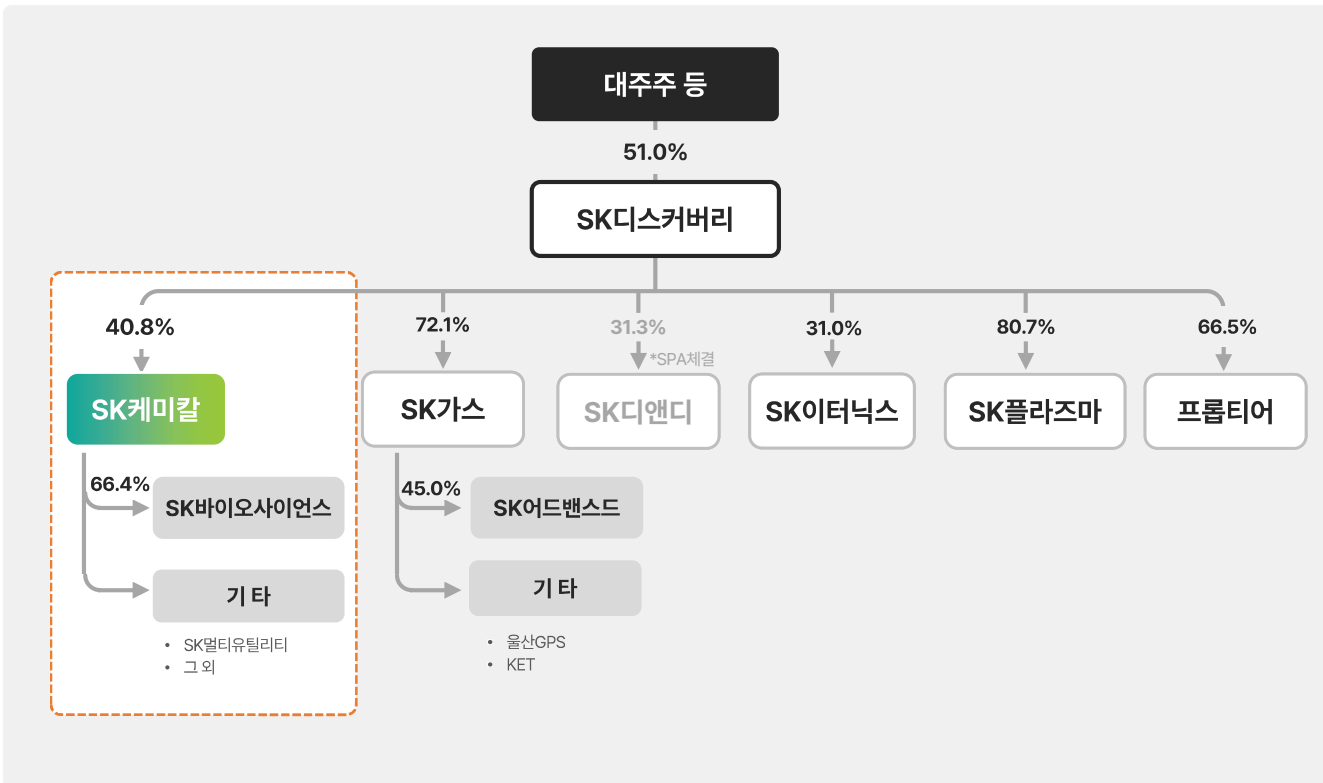 대주주 등
51.0%
SK디스커버리
40.8%
72.1%
31.3%
31.0%
80.7%
66.5%
*SPA체결
SK케미칼
SK가스
SK디앤디
SK이터닉스
SK플라즈마
프롭티어
66.4%
SK바이오사이언스
45.0%
SK어드밴스드
기 타
• SK멀티유틸리티
• 그 외
기 타
• 울산GPS
• KET